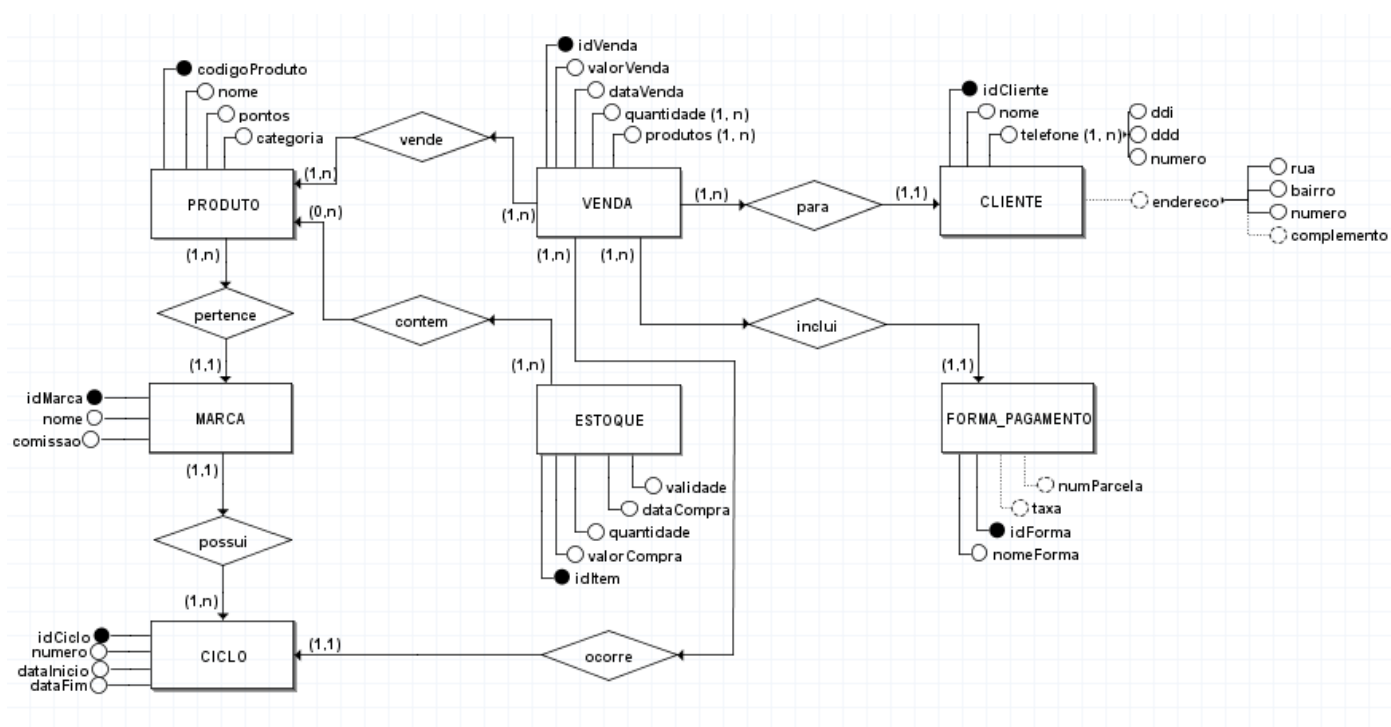 idVenda
valorVenda
dataVenda
quantidade (1, n)
produtos (1, n)
codigoProduto
nome
pontos
categoria
idCliente
nome
telefone (1, n)
ddi
ddd
numero
vende
(1,n)
(1,n)
PRODUTO
VENDA
(1,n)
para
(1,1)
CLIENTE
endereco
rua
bairro
numero
complemento
(0,n)
(1,n)
(1,n)
(1,n)
pertence
contem
inclui
(1,1)
(1,n)
(1,1)
idMarca
nome
comissao
MARCA
ESTOQUE
FORMA_PAGAMENTO
(1,1)
validade
dataCompra
quantidade
valorCompra
idItem
numParcela
taxa
idForma
nomeForma
possui
(1,n)
idCiclo
numero
dataInicio
dataFim
CICLO
(1,1)
ocorre